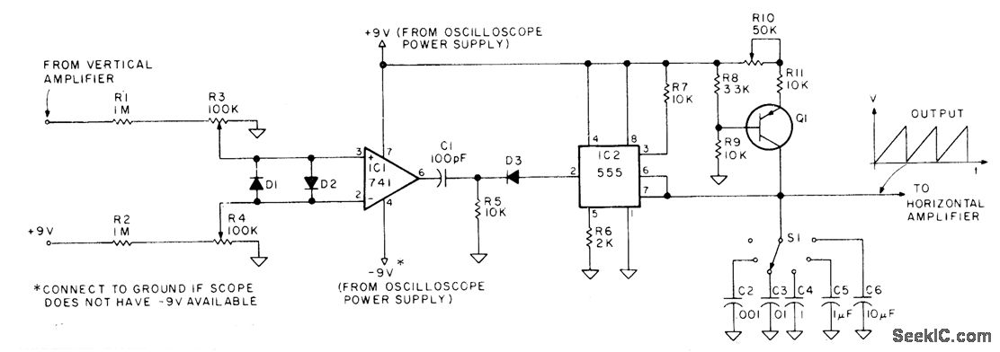 +9V (FROM OSCILLOSCOPE
POWER SUPPLY)
R10
50K
FROM VERTICAL
AMPLIFIER
R1
1M
R3
100K
R7
10K
R8
33K
R11
10K
Q1
V
OUTPUT
t
3
+
7
IC1
741
6
2
-
4
C1
100pF
D3
D1
D2
R5
10K
4
8
IC2
555
3
2
6
7
5
1
R9
10K
TO
HORIZONTAL
AMPLIFIER
+9V
R2
1M
R4
100K
R6
2K
S1
-9V *
(FROM OSCILLOSCOPE
POWER SUPPLY)
*CONNECT TO GROUND IF SCOPE
DOES NOT HAVE -9V AVAILABLE
C2
.001
C3
.01
C4
.1
C5
1µF
C6
10µF
SeekIC.com